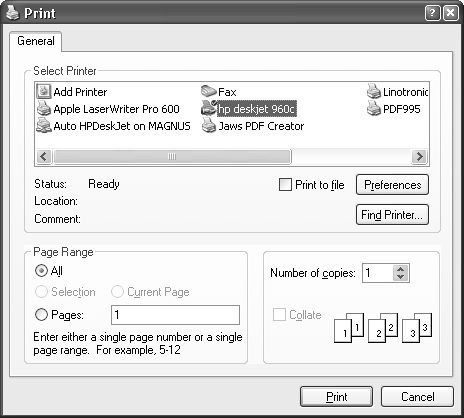 Print
General
Select Printer
Add Printer
Fax
Linotronic
Apple LaserWriter Pro 600
hp deskjet 960c
PDF995
Auto HPDeskJet on MAGNUS
Jaws PDF Creator
Status: Ready
Print to file
Preferences
Location:
Find Printer...
Comment:
Page Range
All
Selection
Current Page
Pages: 1
Enter either a single page number or a single
page range. For example, 5-12
Number of copies: 1
Collate
1 1 2 2 3 3
Print
Cancel